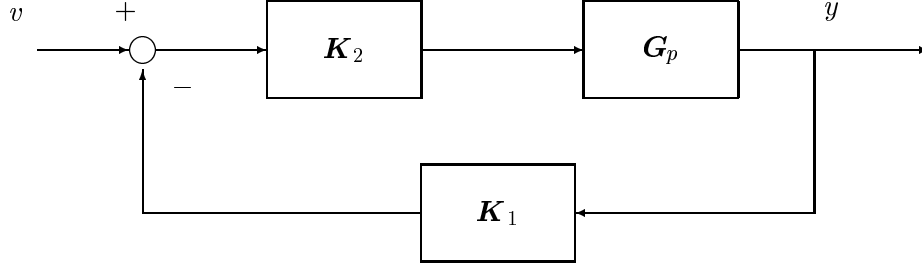 v + y
K₂ Gₚ
−
K₁